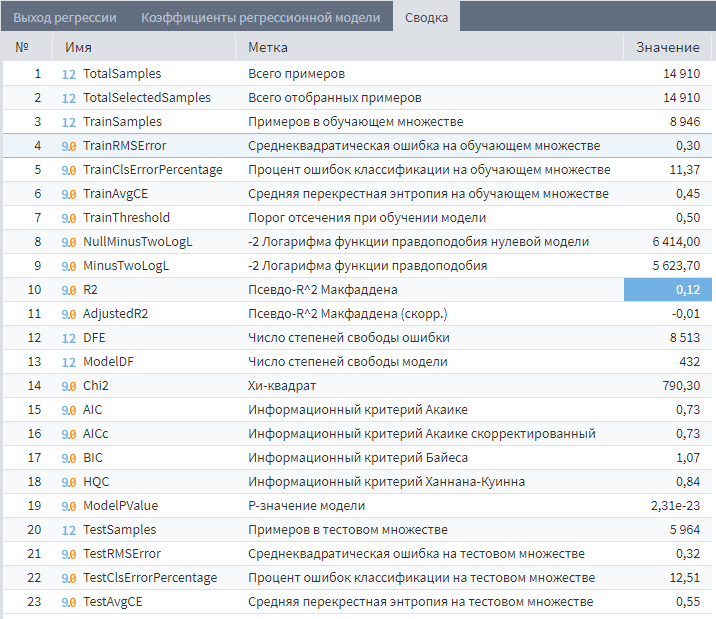 Выход регрессии Коэффициенты регрессионной модели Сводка
№ Имя Метка Значение
1 12 TotalSamples Всего примеров 14 910
2 12 TotalSelectedSamples Всего отобранных примеров 14 910
3 12 TrainSamples Примеров в обучающем множестве 8 946
4 9.0 TrainRMSError Среднеквадратическая ошибка на обучающем множестве 0,30
5 9.0 TrainClsErrorPercentage Процент ошибок классификации на обучающем множестве 11,37
6 9.0 TrainAvgCE Средняя перекрестная энтропия на обучающем множестве 0,45
7 9.0 TrainThreshold Порог отсечения при обучении модели 0,50
8 9.0 NullMinusTwoLogL -2 Логарифма функции правдоподобия нулевой модели 6 414,00
9 9.0 MinusTwoLogL -2 Логарифма функции правдоподобия 5 623,70
10 9.0 R2 Псевдо-R^2 Макфаддена 0,12
11 9.0 AdjustedR2 Псевдо-R^2 Макфаддена (скорр.) -0,01
12 12 DFE Число степеней свободы ошибки 8 513
13 12 ModelDF Число степеней свободы модели 432
14 9.0 Chi2 Хи-квадрат 790,30
15 9.0 AIC Информационный критерий Акаике 0,73
16 9.0 AICc Информационный критерий Акаике скорректированный 0,73
17 9.0 BIC Информационный критерий Байеса 1,07
18 9.0 HQC Информационный критерий Ханнана-Куинна 0,84
19 9.0 ModelPValue P-значение модели 2,31e-23
20 12 TestSamples Примеров в тестовом множестве 5 964
21 9.0 TestRMSError Среднеквадратическая ошибка на тестовом множестве 0,32
22 9.0 TestClsErrorPercentage Процент ошибок классификации на тестовом множестве 12,51
23 9.0 TestAvgCE Средняя перекрестная энтропия на тестовом множестве 0,55